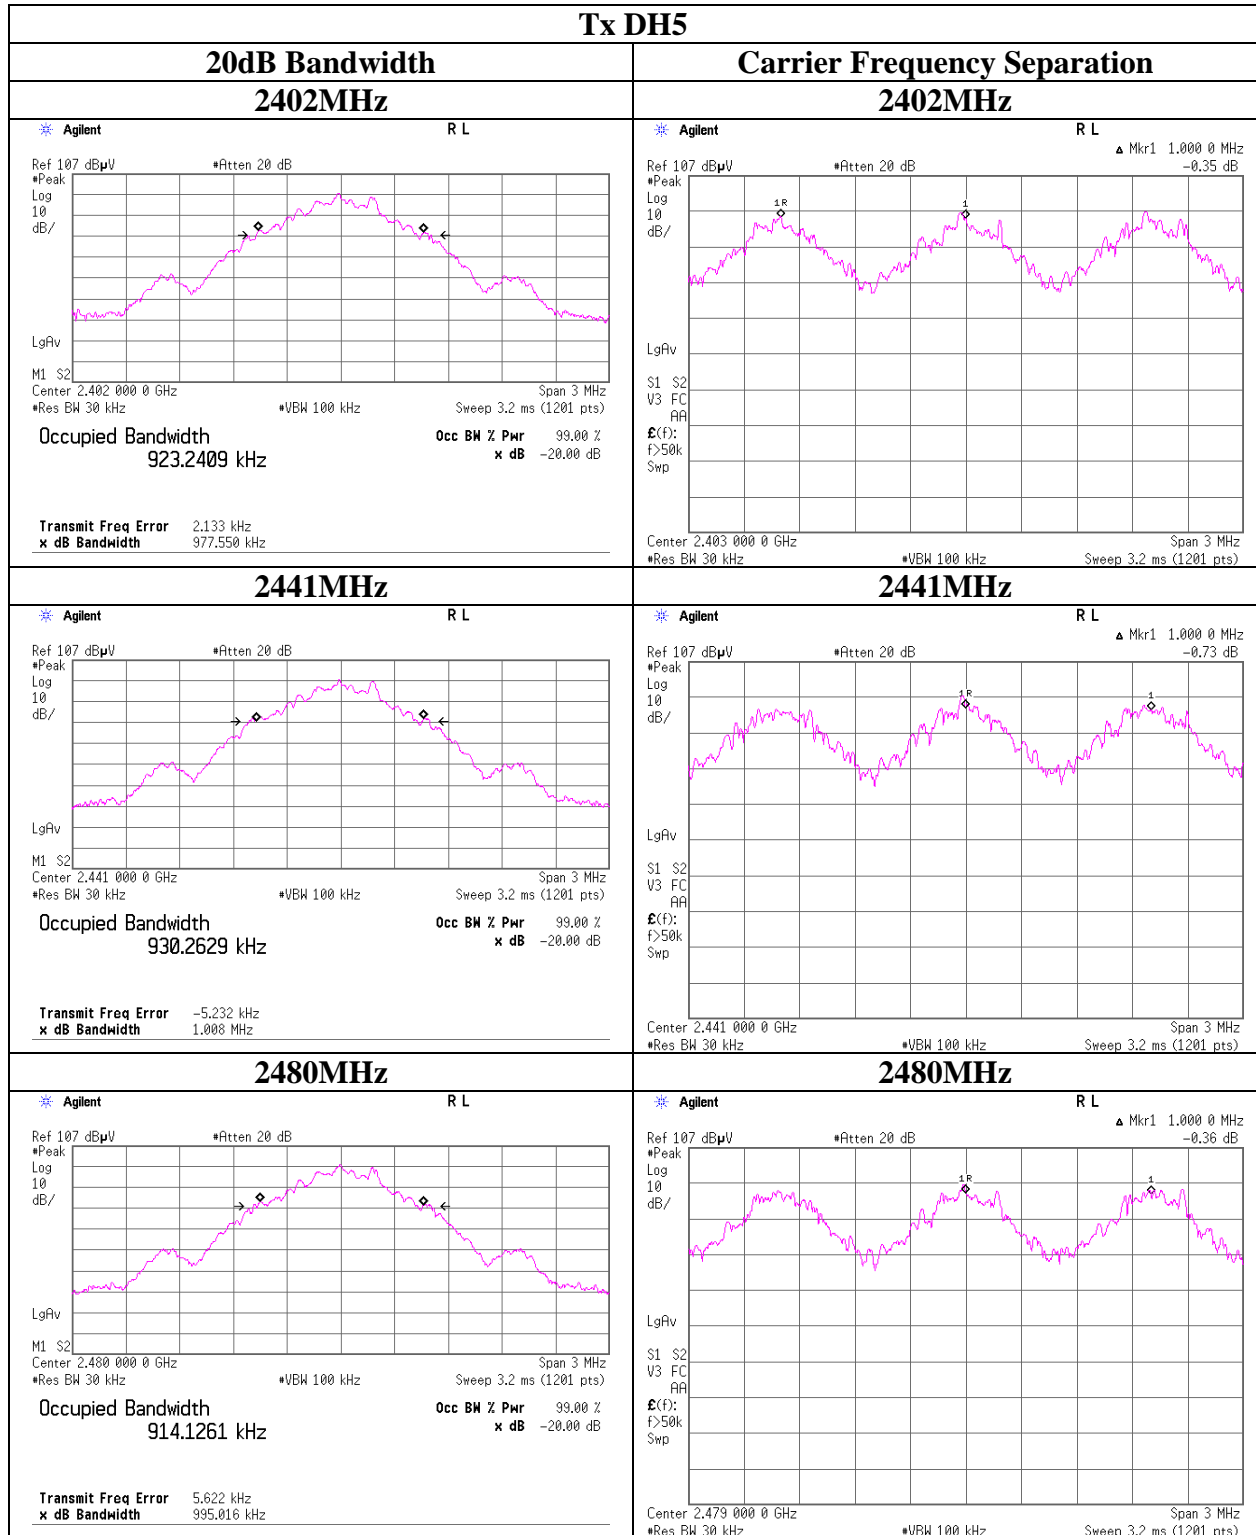 Tx DH5
20dB Bandwidth
Carrier Frequency Separation
2402MHz
2402MHz
Agilent
R L
Ref 107 dBµV
#Atten 20 dB
#Peak
Log
10
dB/
LgAv
M1 S2
Center 2.402 000 0 GHz
Span 3 MHz
#Res BW 30 kHz
#VBW 100 kHz
Sweep 3.2 ms (1201 pts)
Occupied Bandwidth
923.2409 kHz
Occ BW % Pwr 99.00 %
x dB -20.00 dB
Transmit Freq Error 2.133 kHz
x dB Bandwidth 977.550 kHz
Agilent
R L
Δ Mkr1 1.000 0 MHz
Ref 107 dBµV
#Atten 20 dB
-0.35 dB
#Peak
Log
10
dB/
1R
1
LgAv
S1 S2
V3 FC
AA
£(f):
f>50k
Swp
Center 2.403 000 0 GHz
Span 3 MHz
#Res BW 30 kHz
#VBW 100 kHz
Sweep 3.2 ms (1201 pts)
2441MHz
2441MHz
Agilent
R L
Ref 107 dBµV
#Atten 20 dB
#Peak
Log
10
dB/
LgAv
M1 S2
Center 2.441 000 0 GHz
Span 3 MHz
#Res BW 30 kHz
#VBW 100 kHz
Sweep 3.2 ms (1201 pts)
Occupied Bandwidth
930.2629 kHz
Occ BW % Pwr 99.00 %
x dB -20.00 dB
Transmit Freq Error -5.232 kHz
x dB Bandwidth 1.008 MHz
Agilent
R L
Δ Mkr1 1.000 0 MHz
Ref 107 dBµV
#Atten 20 dB
-0.73 dB
#Peak
Log
10
dB/
1R
1
LgAv
S1 S2
V3 FC
AA
£(f):
f>50k
Swp
Center 2.441 000 0 GHz
Span 3 MHz
#Res BW 30 kHz
#VBW 100 kHz
Sweep 3.2 ms (1201 pts)
2480MHz
2480MHz
Agilent
R L
Ref 107 dBµV
#Atten 20 dB
#Peak
Log
10
dB/
LgAv
M1 S2
Center 2.480 000 0 GHz
Span 3 MHz
#Res BW 30 kHz
#VBW 100 kHz
Sweep 3.2 ms (1201 pts)
Occupied Bandwidth
914.1261 kHz
Occ BW % Pwr 99.00 %
x dB -20.00 dB
Transmit Freq Error 5.622 kHz
x dB Bandwidth 995.016 kHz
Agilent
R L
Δ Mkr1 1.000 0 MHz
Ref 107 dBµV
#Atten 20 dB
-0.36 dB
#Peak
Log
10
dB/
1R
1
LgAv
S1 S2
V3 FC
AA
£(f):
f>50k
Swp
Center 2.479 000 0 GHz
Span 3 MHz
#Res BW 30 kHz
#VBW 100 kHz
Sweep 3.2 ms (1201 pts)